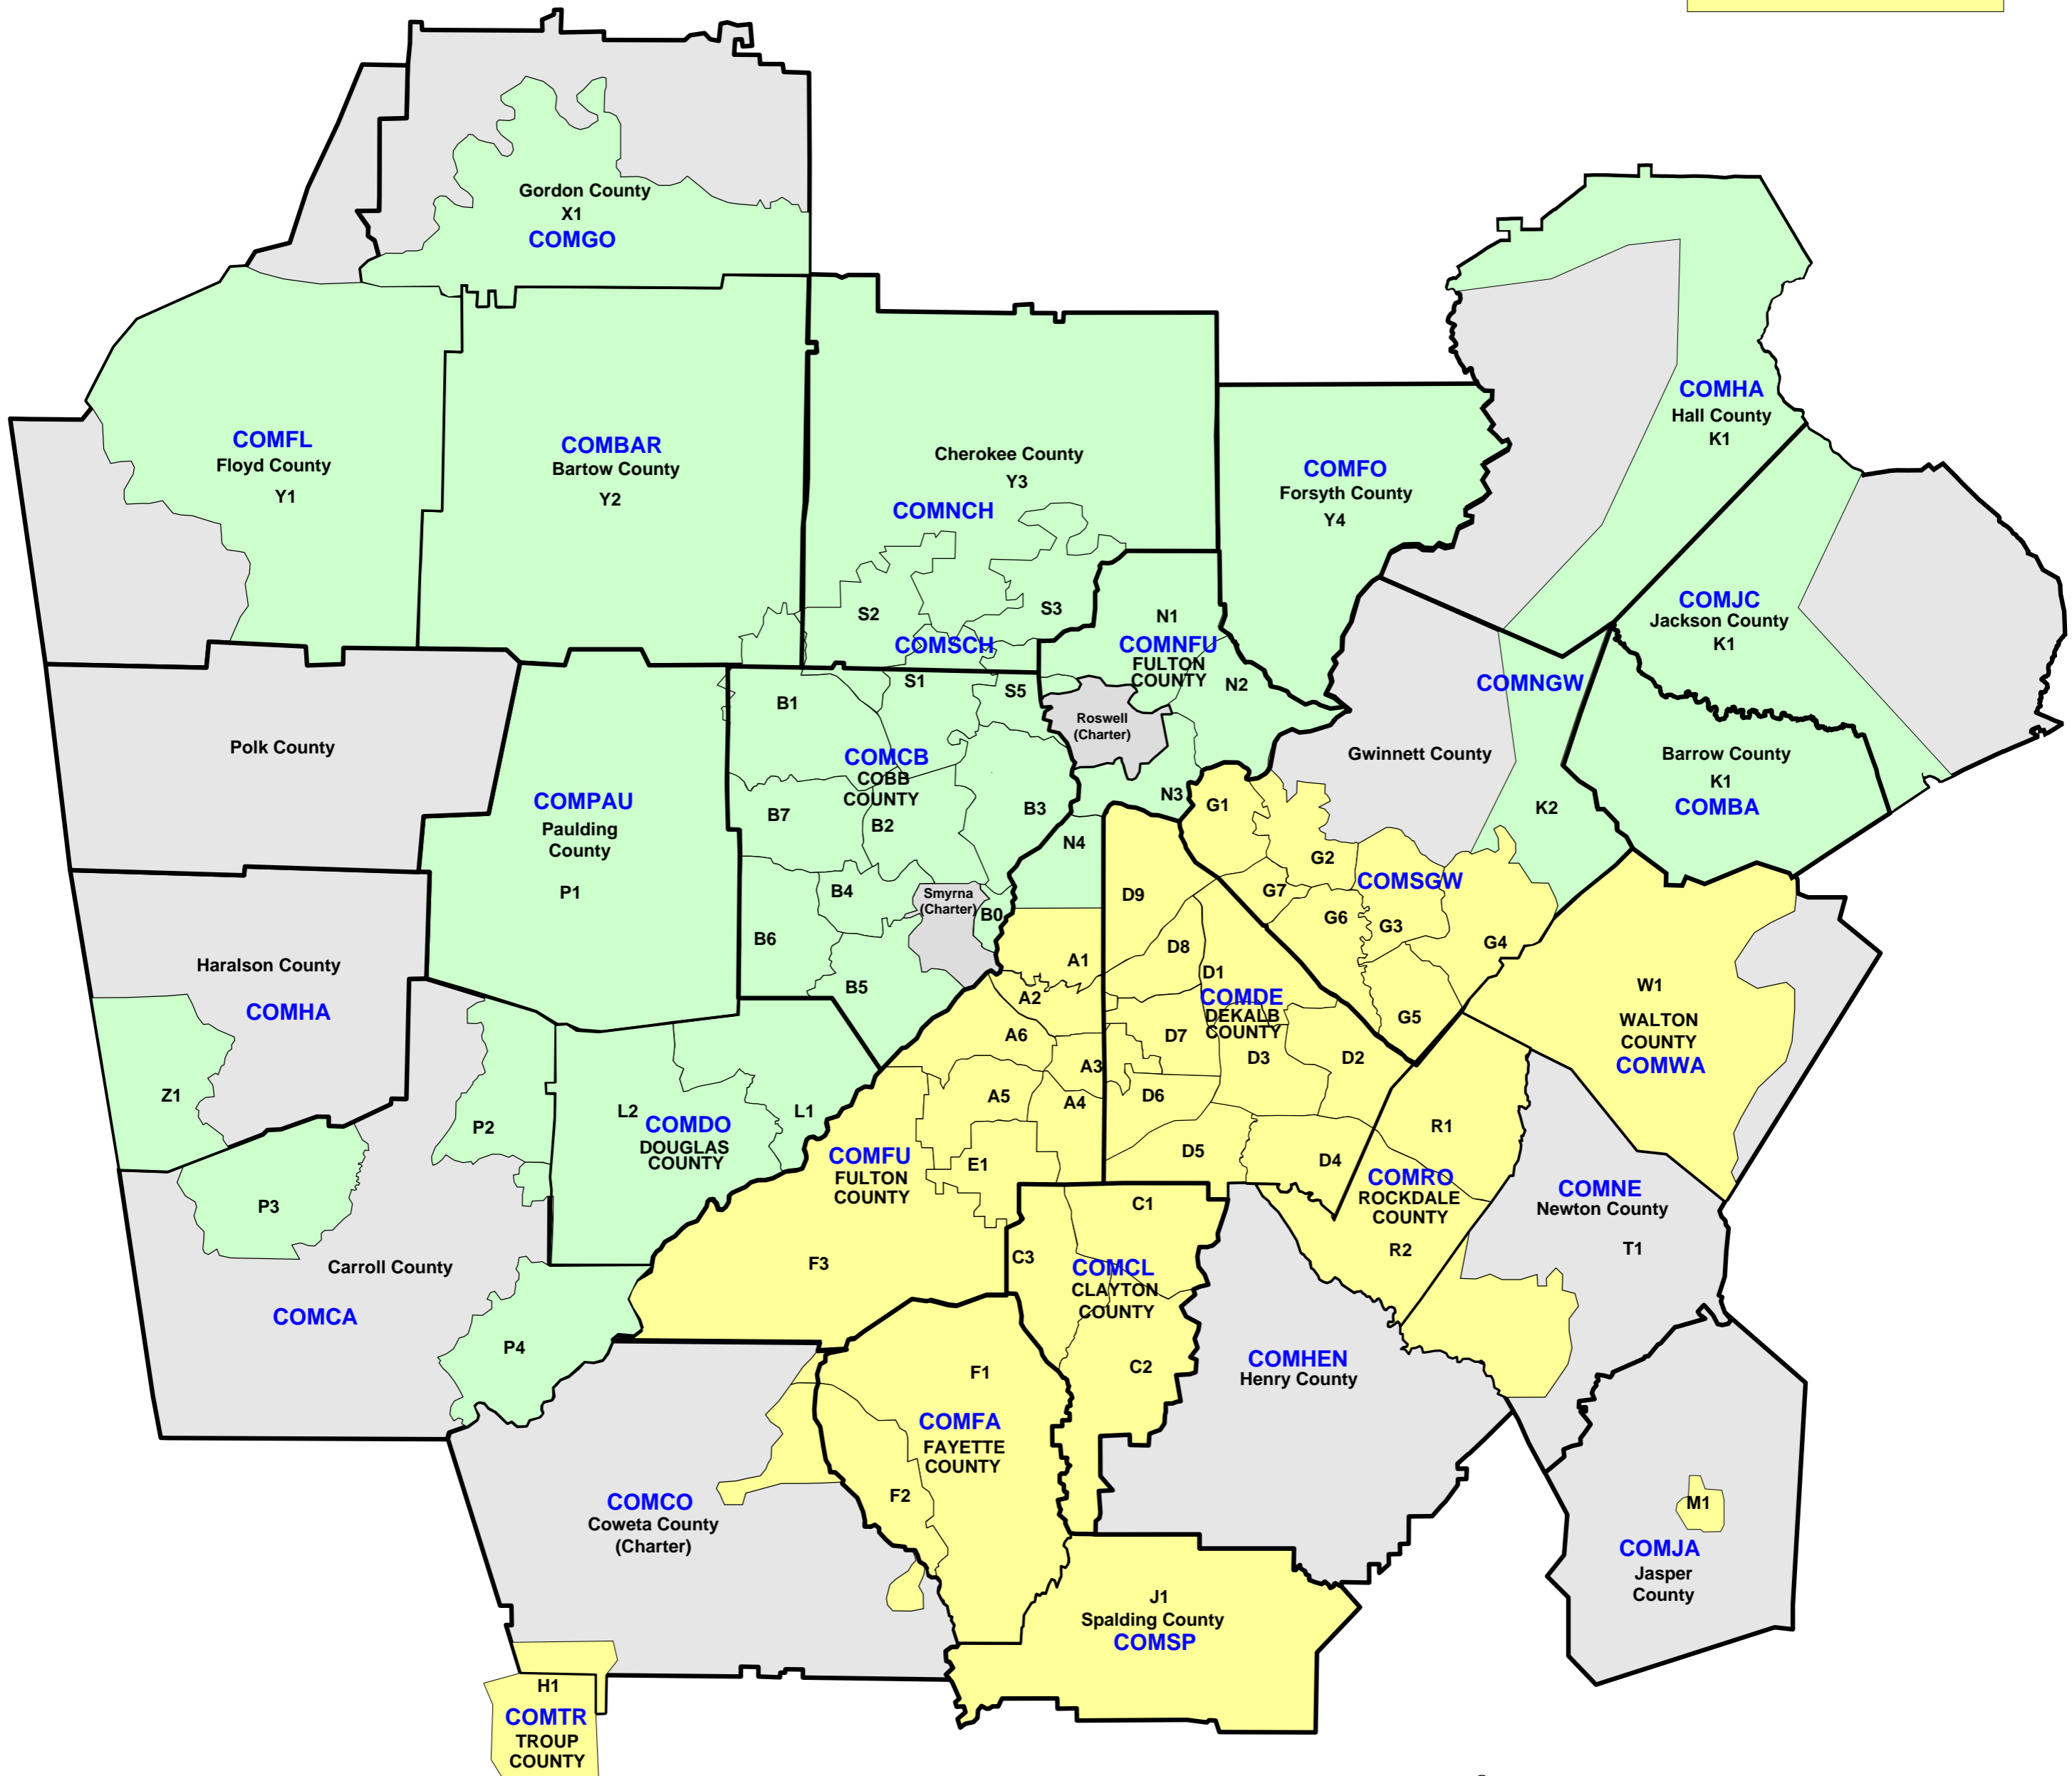 Gordon County
X1
COMGO
COMHA
Hall County
K1
COMFL
Floyd County
Y1
COMBAR
Bartow County
Y2
Cherokee County
Y3
COMNCH
COMFO
Forsyth County
Y4
S2
S3
COMSCH
N1
COMNFU
FULTON
COUNTY
N2
COMJC
Jackson County
K1
COMNGW
S1
S5
B1
Roswell
(Charter)
Polk County
COMCB
COBB
COUNTY
Gwinnett County
Barrow County
K1
COMBA
COMPAU
Paulding
County
P1
B7
B2
B3
N3
N4
G1
K2
G2
COMSGW
G7
G6
G3
G4
B4
Smyrna
(Charter)
B0
D9
B6
B5
D8
D1
A1
A2
COMDE
DEKALB
COUNTY
G5
W1
WALTON
COUNTY
COMWA
Haralson County
COMHA
A6
D7
D3
D2
A3
Z1
P2
L2
COMDO
DOUGLAS
COUNTY
L1
A5
A4
D6
R1
D5
D4
COMFU
FULTON
COUNTY
E1
COMRO
ROCKDALE
COUNTY
R2
COMNE
Newton County
T1
P3
C1
Carroll County
COMCA
F3
C3
COMCL
CLAYTON
COUNTY
P4
C2
F1
COMHEN
Henry County
COMFA
FAYETTE
COUNTY
F2
COMCO
Coweta County
(Charter)
M1
COMJA
Jasper
County
J1
Spalding County
COMSP
H1
COMTR
TROUP
COUNTY